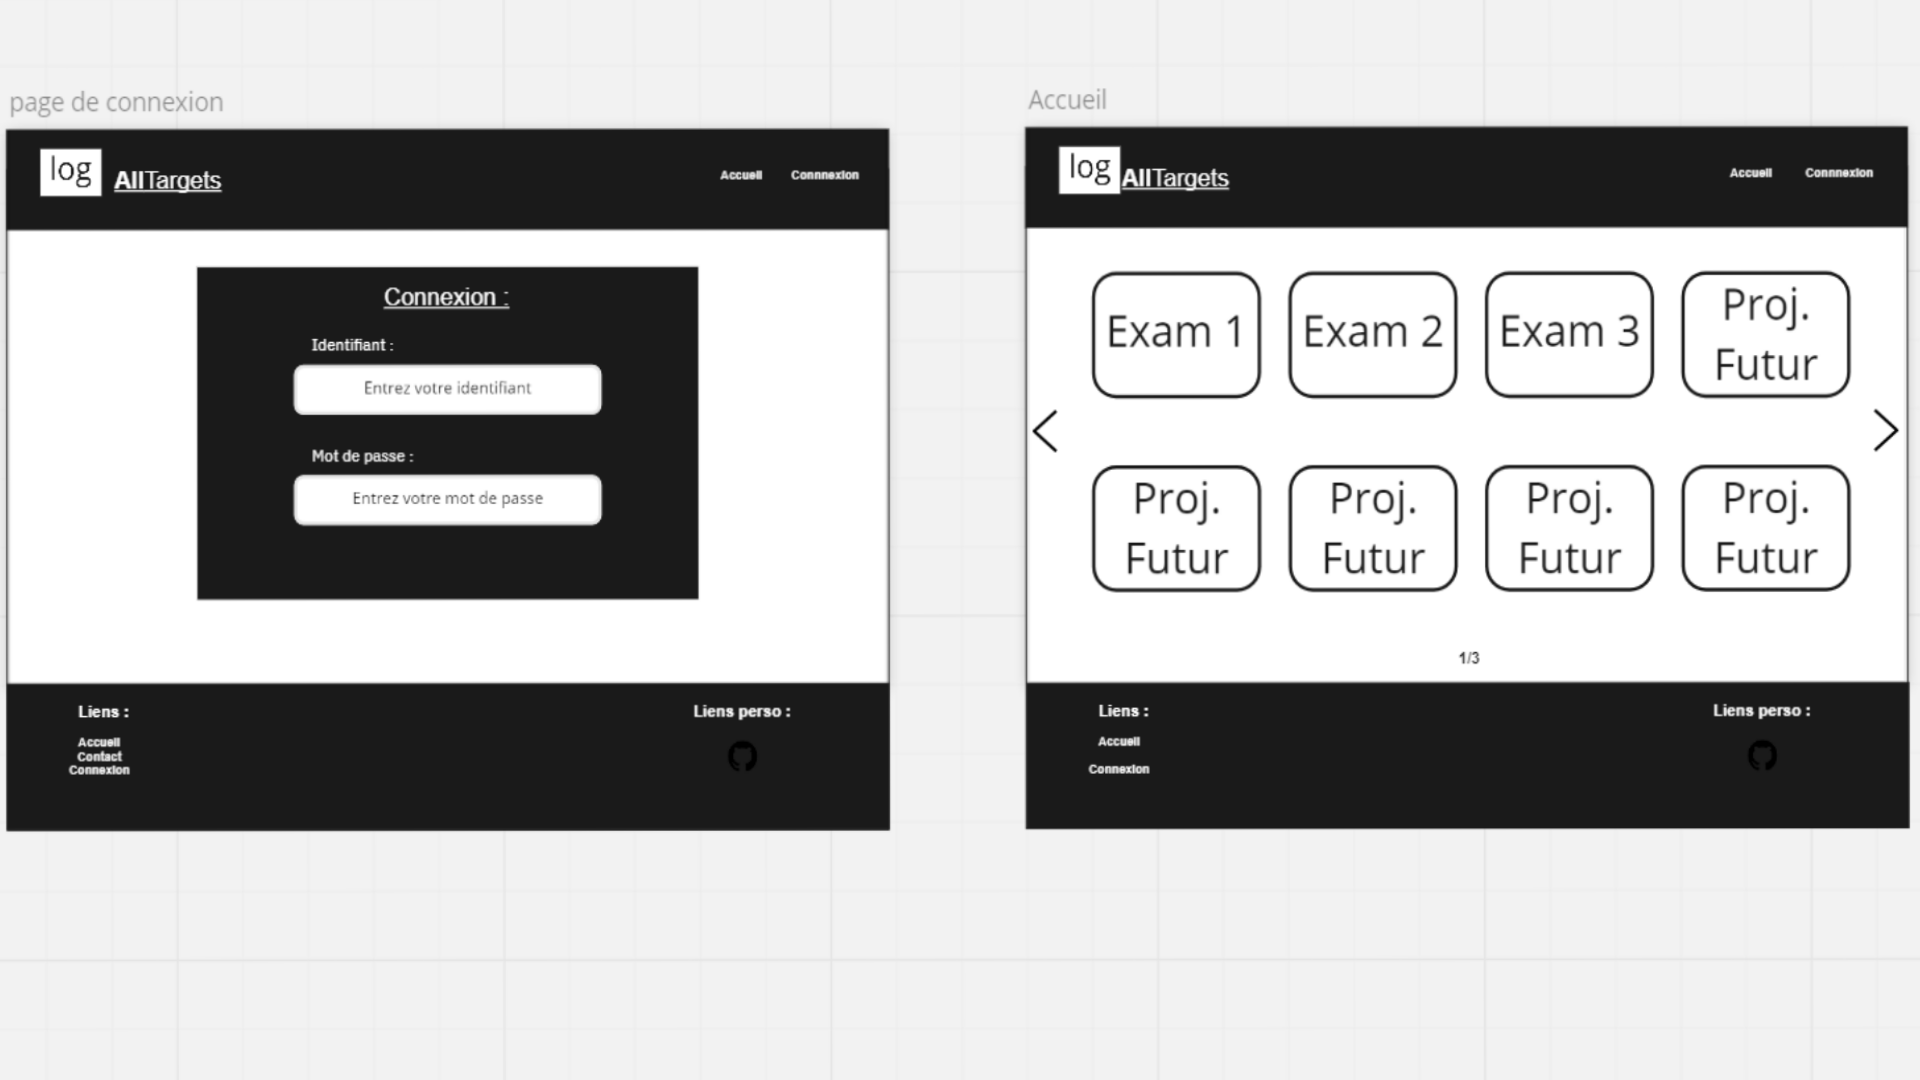 page de connexion
log
AllTargets
Accueil
Connnexion
Connexion :
Identifiant :
Entrez votre identifiant
Mot de passe :
Entrez votre mot de passe
Liens :
Accueil
Contact
Connexion
Liens perso :
Accueil
log
AllTargets
Accueil
Connnexion
Exam 1
Exam 2
Exam 3
Proj.
Futur
Proj.
Futur
Proj.
Futur
Proj.
Futur
Proj.
Futur
1/3
Liens :
Accueil
Connexion
Liens perso :